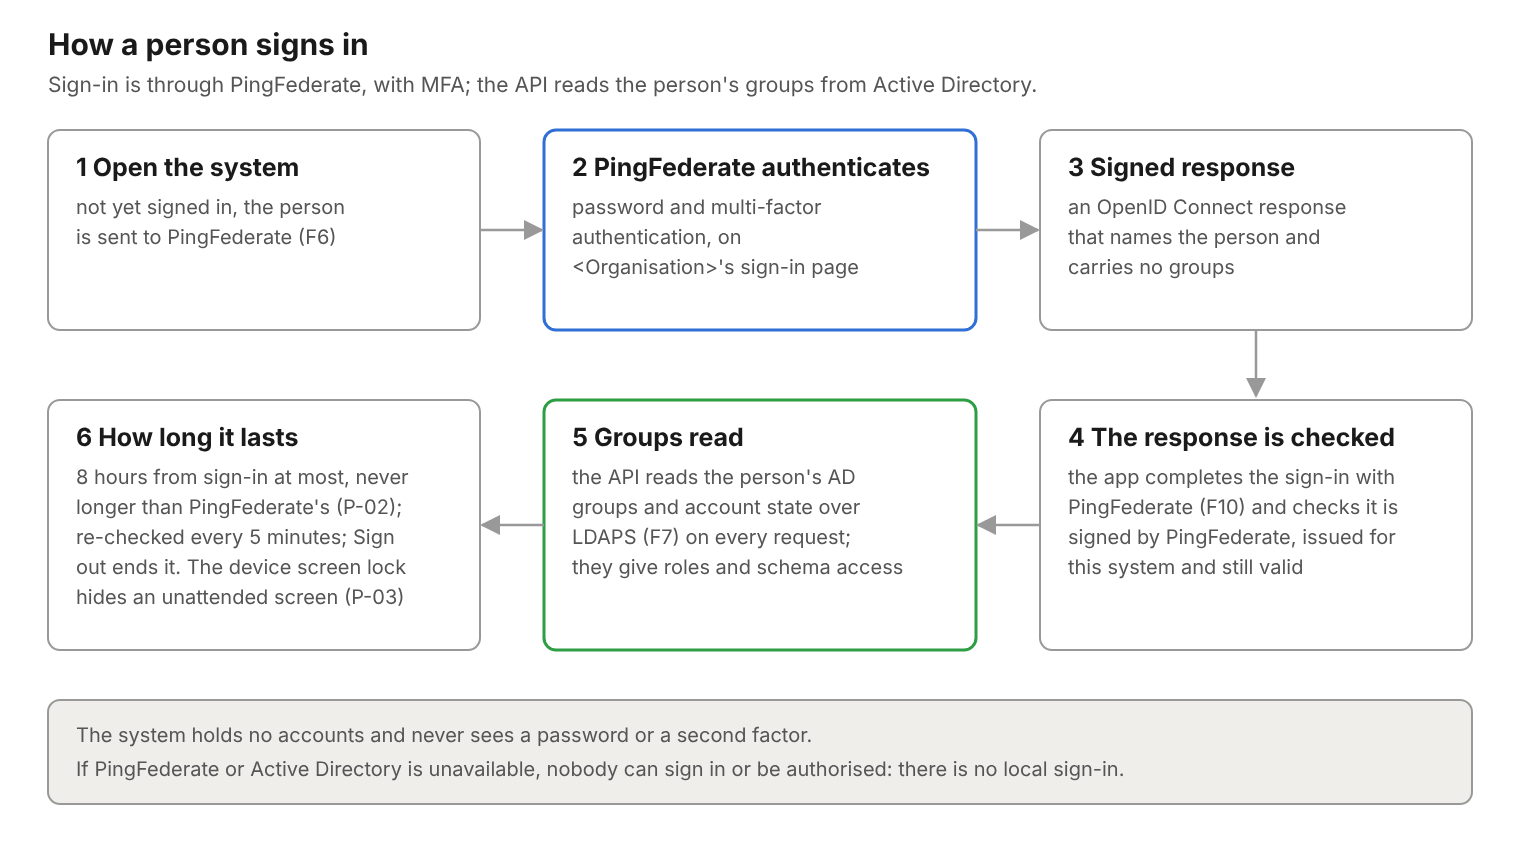 How a person signs in
Sign-in is through PingFederate, with MFA; the API reads the person's groups from Active Directory.
1 Open the system
not yet signed in, the person
is sent to PingFederate (F6)
2 PingFederate authenticates
password and multi-factor
authentication, on
<Organisation>'s sign-in page
3 Signed response
an OpenID Connect response
that names the person and
carries no groups
4 The response is checked
the app completes the sign-in with
PingFederate (F10) and checks it is
signed by PingFederate, issued for
this system and still valid
5 Groups read
the API reads the person's AD
groups and account state over
LDAPS (F7) on every request;
they give roles and schema access
6 How long it lasts
8 hours from sign-in at most, never
longer than PingFederate's (P-02);
re-checked every 5 minutes; Sign
out ends it. The device screen lock
hides an unattended screen (P-03)
The system holds no accounts and never sees a password or a second factor.
If PingFederate or Active Directory is unavailable, nobody can sign in or be authorised: there is no local sign-in.